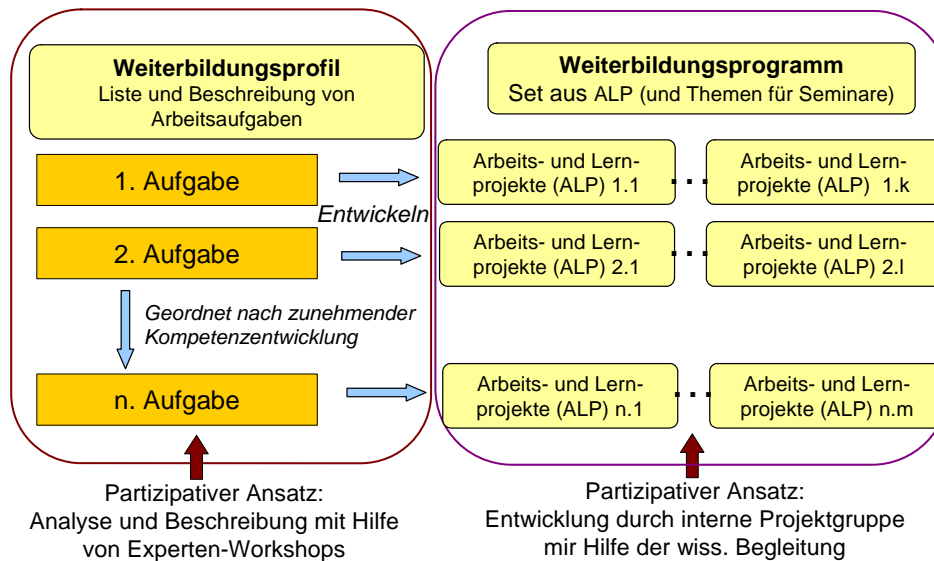 Weiterbildungsprofil
Liste und Beschreibung von
Arbeitsaufgaben
1. Aufgabe
Entwickeln
2. Aufgabe
Geordnet nach zunehmender
Kompetenzentwicklung
n. Aufgabe
Partizipativer Ansatz:
Analyse und Beschreibung mit Hilfe
von Experten-Workshops
Weiterbildungsprogramm
Set aus ALP (und Themen für Seminare)
Arbeits- und Lern-
projekte (ALP) 1.1
...
Arbeits- und Lern-
projekte (ALP) 1.k
Arbeits- und Lern-
projekte (ALP) 2.1
...
Arbeits- und Lern-
projekte (ALP) 2.l
Arbeits- und Lern-
projekte (ALP) n.1
...
Arbeits- und Lern-
projekte (ALP) n.m
Partizipativer Ansatz:
Entwicklung durch interne Projektgruppe
mir Hilfe der wiss. Begleitung